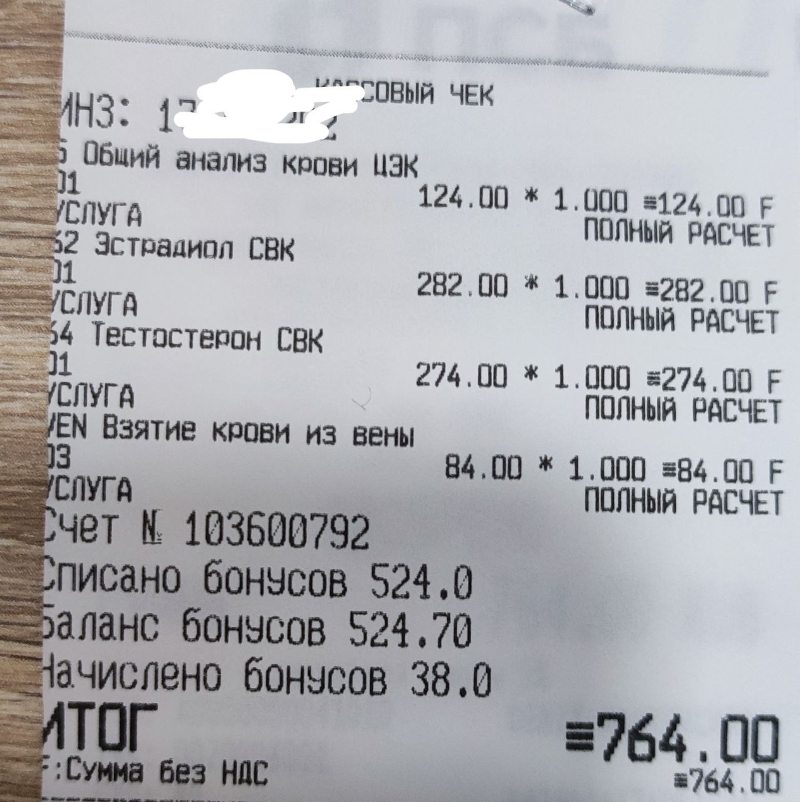 КАССОВЫЙ ЧЕК
ИНЗ:
5 Общий анализ крови ЦЭК
01 124.00 * 1.000 ≡124.00 F
УСЛУГА ПОЛНЫЙ РАСЧЕТ
62 Эстрадиол СВК
01 282.00 * 1.000 ≡282.00 F
УСЛУГА ПОЛНЫЙ РАСЧЕТ
64 Тестостерон СВК
01 274.00 * 1.000 ≡274.00 F
УСЛУГА ПОЛНЫЙ РАСЧЕТ
VEN Взятие крови из вены
03 84.00 * 1.000 ≡84.00 F
УСЛУГА ПОЛНЫЙ РАСЧЕТ
Счет № 103600792
Списано бонусов 524.0
Баланс бонусов 524.70
Начислено бонусов 38.0
ИТОГ ≡764.00
F:Сумма без НДС ≡764.00